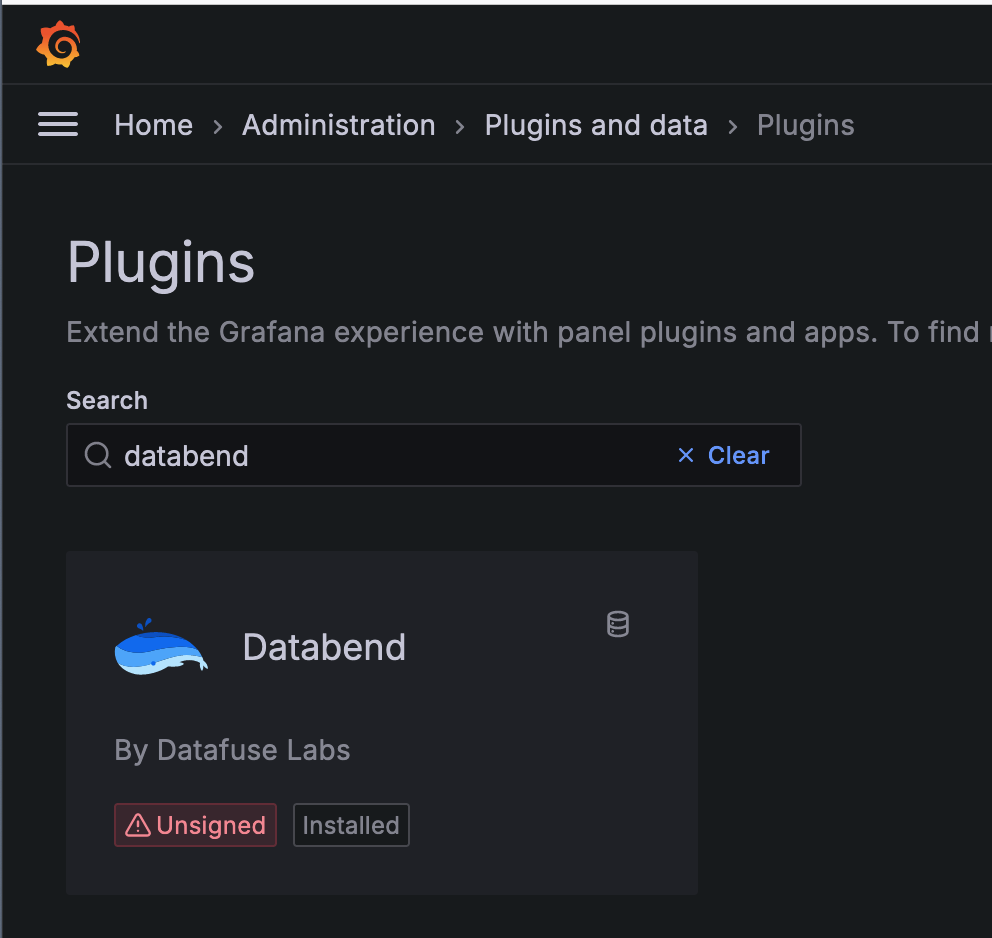 Home > Administration > Plugins and data > Plugins
Plugins
Extend the Grafana experience with panel plugins and apps. To find
Search
databend
× Clear
Databend
By Datafuse Labs
Unsigned
Installed